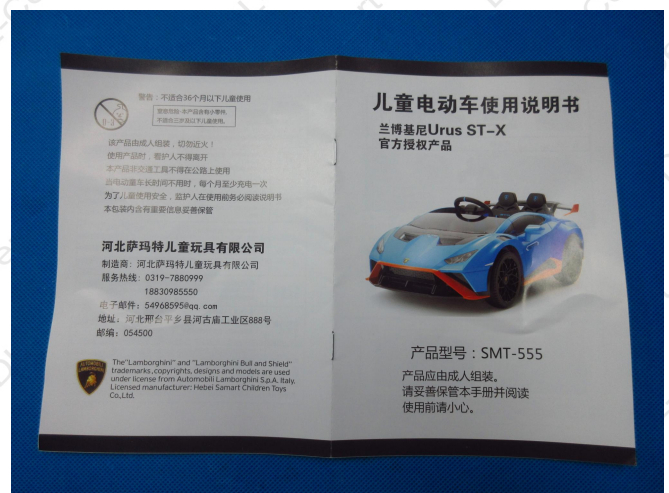 警告：不适合36个月以下儿童使用
0-3
该产品由成人组装，切勿近火！
使用产品时，看护人不得离开
本产品非交通工具不得在公路上使用
当电动童车长时间不用时，每个月至少充电一次
为了儿童使用安全，监护人在使用前务必阅读说明书
本包装内含有重要信息妥善保管
河北萨玛特儿童玩具有限公司
制造商：河北萨玛特儿童玩具有限公司
服务热线：0319-7880999
18830985550
电子邮件：54968595@qq.com
地址：河北邢台平乡县河古庙工业区888号
邮编：054500
The"Lamborghini" and "Lamborghini Bull and Shield"
trademarks,copyrights, designs and models are used
under license from Automobili Lamborghini S.p.A. Italy.
Licensed manufacturer: Hebei Samart Children Toys
Co.,Ltd.
儿童电动车使用说明书
兰博基尼Urus ST-X
官方授权产品
产品型号：SMT-555
产品应由成人组装。
请妥善保管本手册并阅读
使用前请小心。